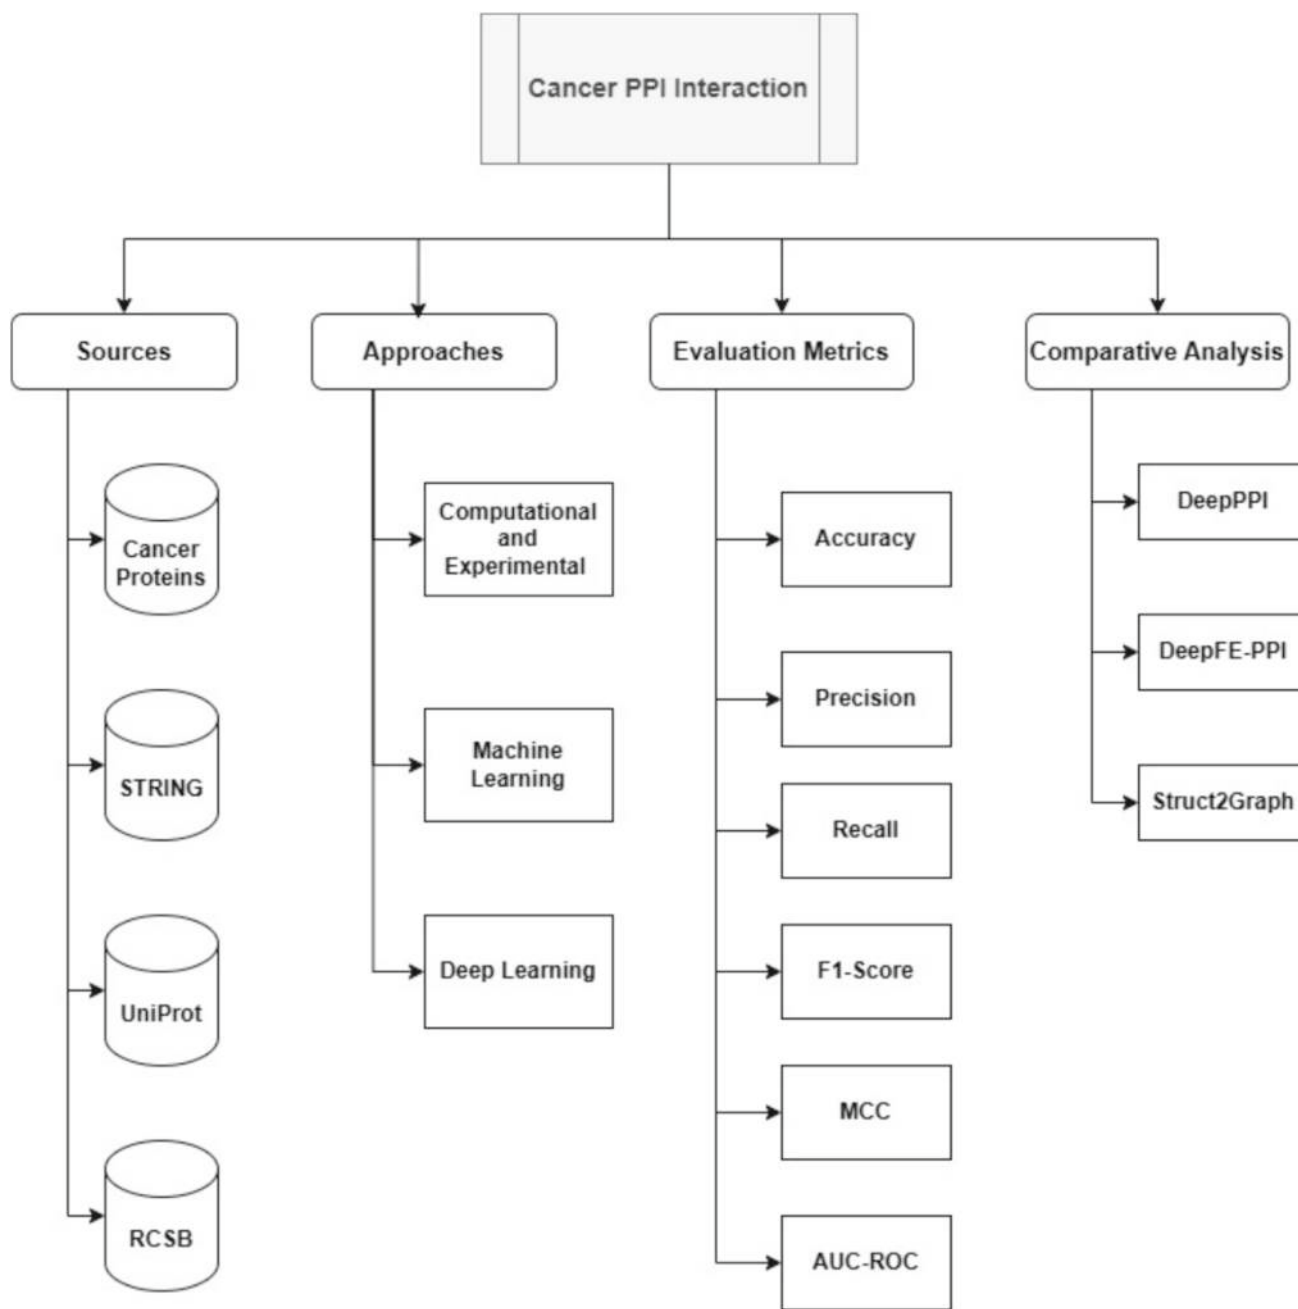 Cancer PPI Interaction
Sources
Approaches
Evaluation Metrics
Comparative Analysis
Cancer
Proteins
STRING
UniProt
RCSB
Computational
and
Experimental
Machine
Learning
Deep Learning
Accuracy
Precision
Recall
F1-Score
MCC
AUC-ROC
DeepPPI
DeepFE-PPI
Struct2Graph